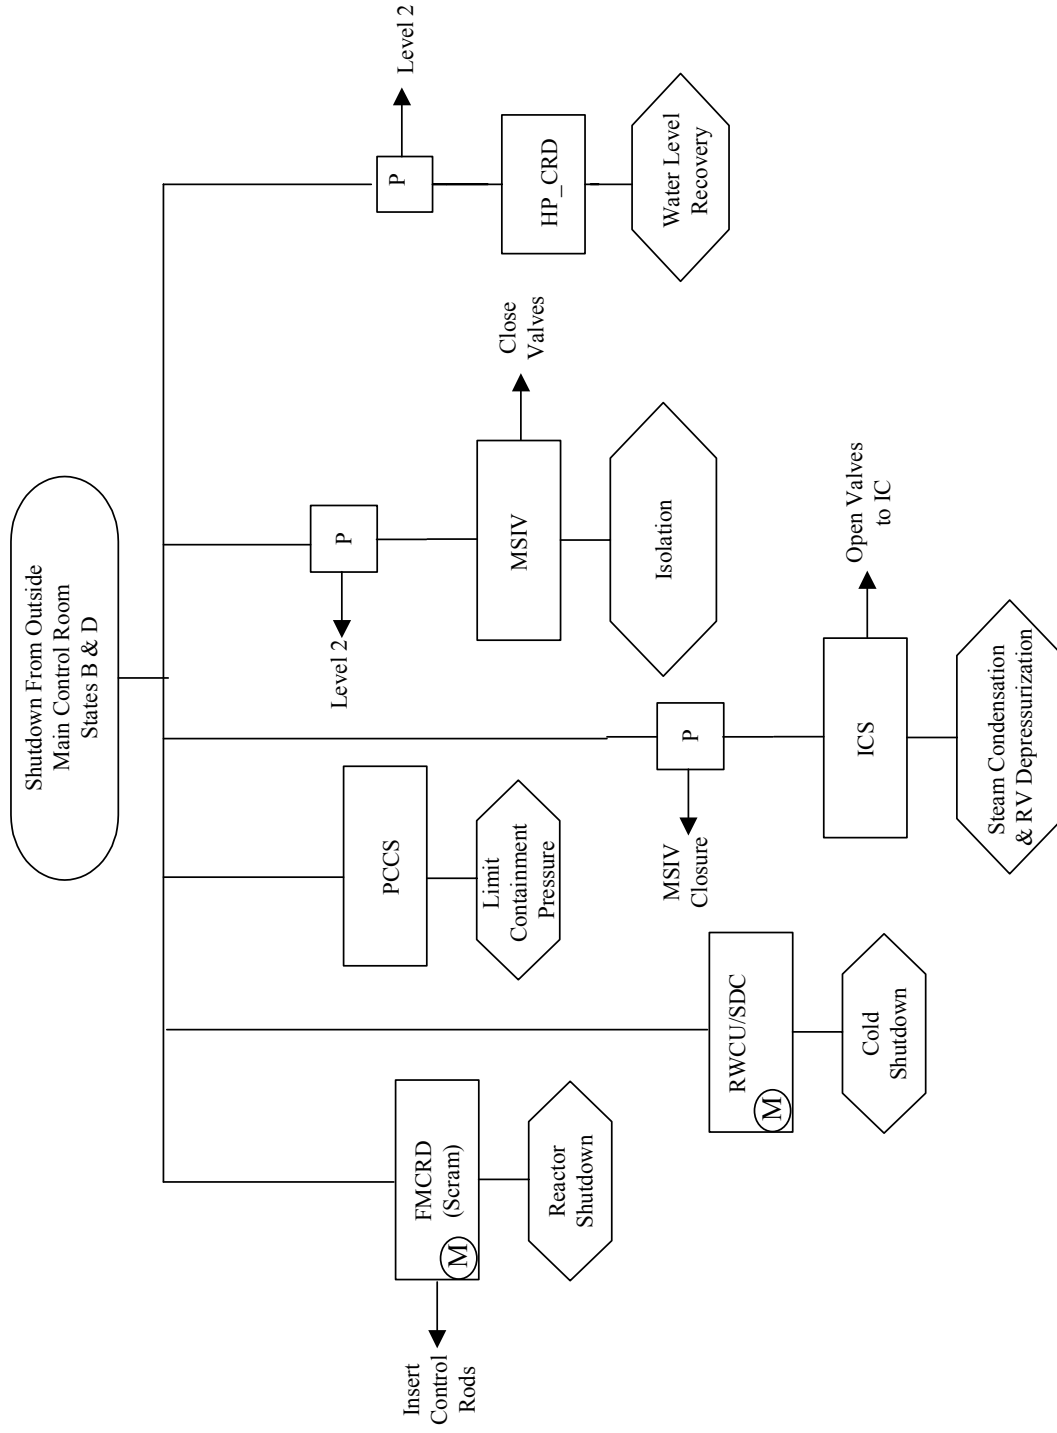 Shutdown From Outside
Main Control Room
States B & D
Insert
Control
Rods
FMCRD
(Scram)
M
Reactor
Shutdown
RWCU/SDC
M
Cold
Shutdown
PCCS
Limit
Containment
Pressure
MSIV
Closure
P
ICS
Open Valves
to IC
Steam Condensation
& RV Depressurization
Level 2
P
MSIV
Close
Valves
Isolation
P
Level 2
HP_CRD
Water Level
Recovery